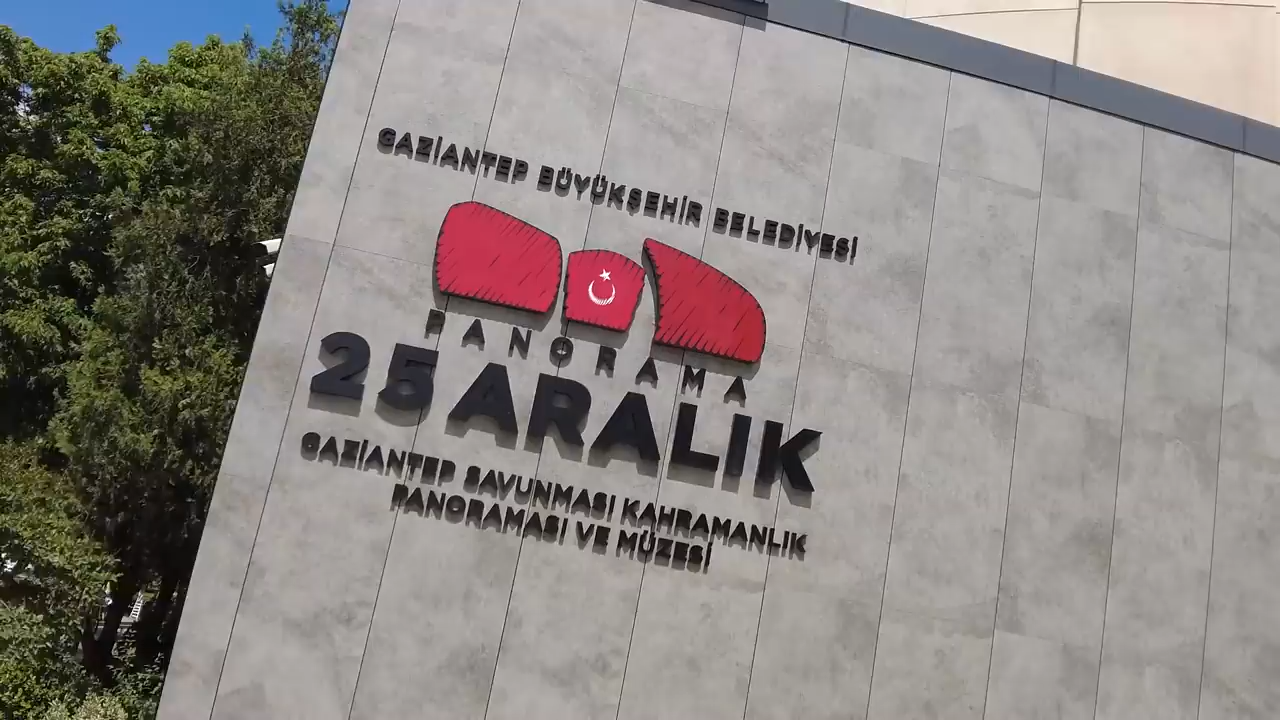 GAZİANTEP BÜYÜKŞEHİR BELEDİYESİ
PANORAMA
25 ARALIK
GAZİANTEP SAVUNMASI KAHRAMANLIK
PANORAMASI VE MÜZESİ